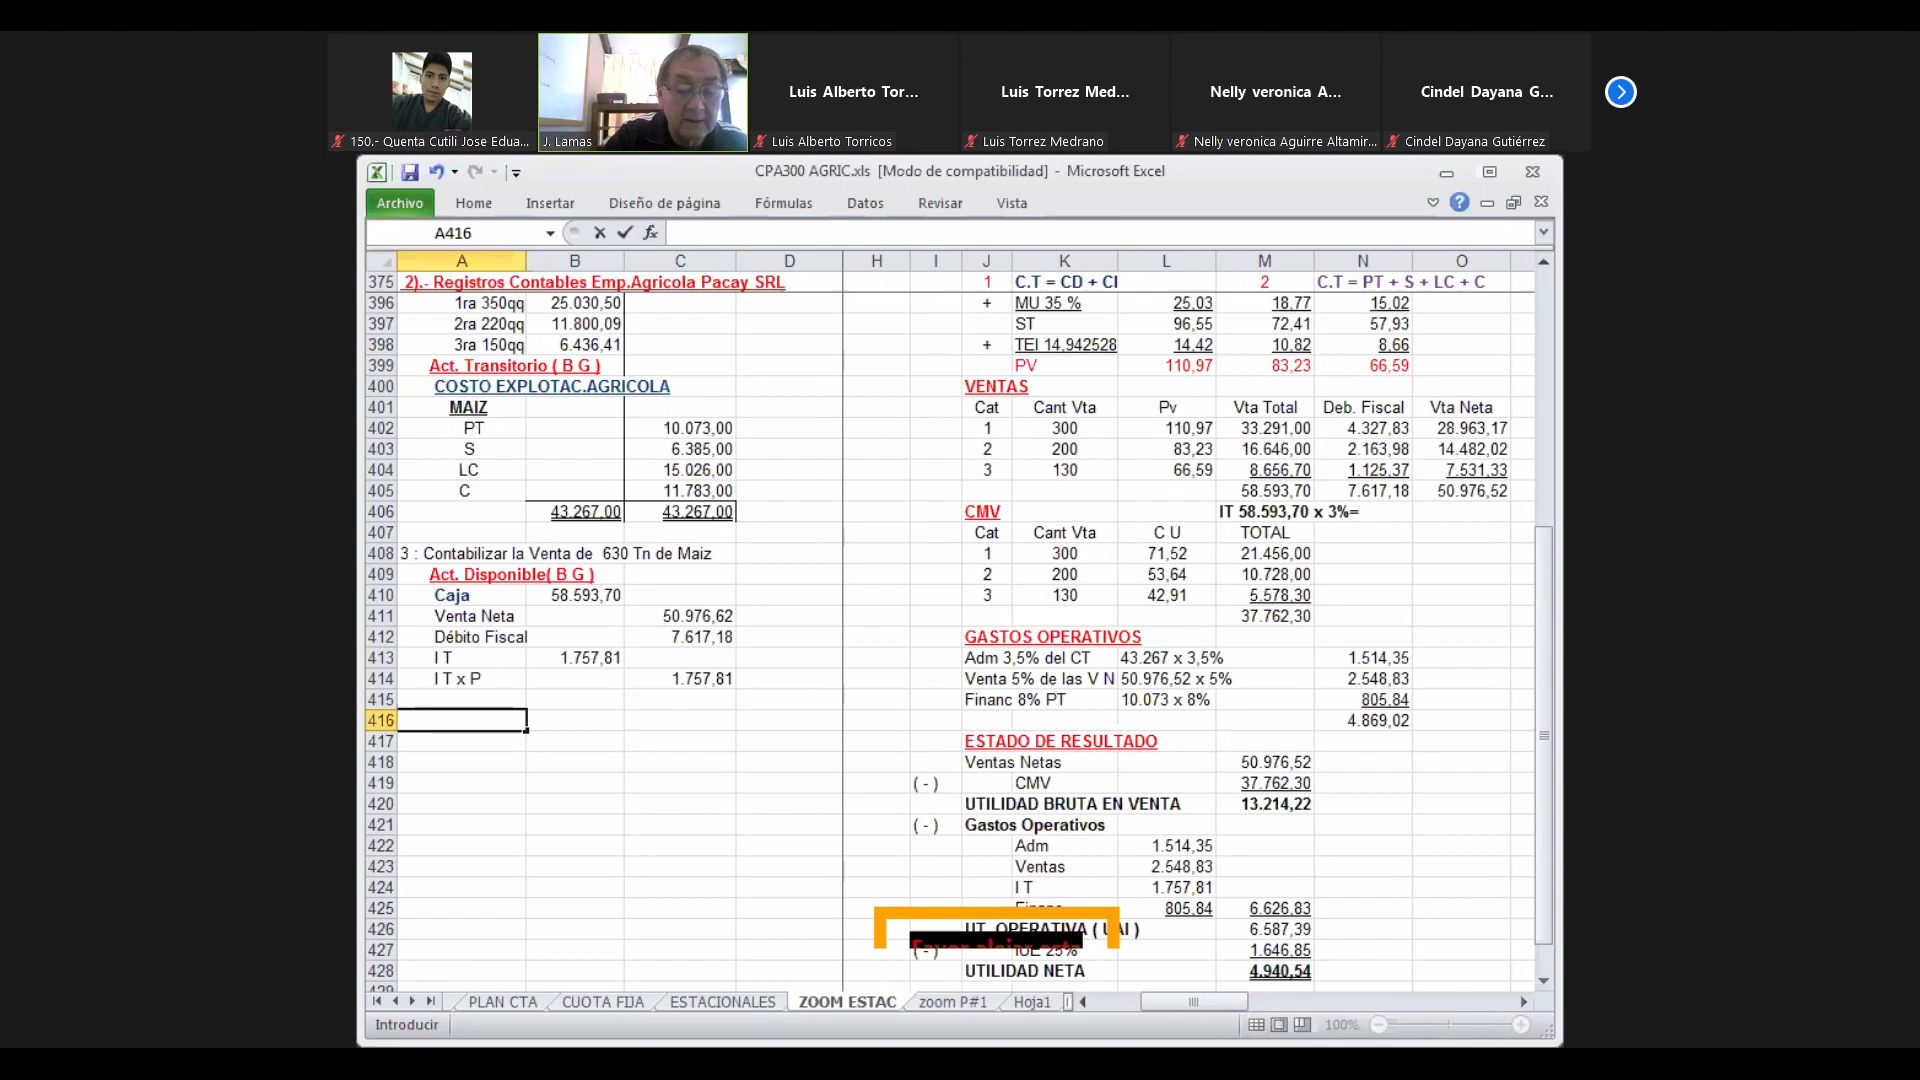 Luis Alberto Tor...
Luis Torrez Med...
Nelly veronica A...
Cindel Dayana G...
150.- Quenta Cutili Jose Edua...
J. Lamas
Luis Alberto Torricos
Luis Torrez Medrano
Nelly veronica Aguirre Altamir...
Cindel Dayana Gutiérrez
CPA300 AGRIC.xls [Modo de compatibilidad] - Microsoft Excel
Archivo Home Insertar Diseño de página Fórmulas Datos Revisar Vista
A416 fx
A B C D H I J K L M N O
375 2).- Registros Contables Emp.Agricola Pacay SRL 1 C.T = CD + CI 2 C.T = PT + S + LC + C
396 1ra 350qq 25.030,50 + MU 35 % 25,03 18,77 15,02
397 2ra 220qq 11.800,09 ST 96,55 72,41 57,93
398 3ra 150qq 6.436,41 + TEI 14,942528 14,42 10,82 8,66
399 Act. Transitorio ( B G ) PV 110,97 83,23 66,59
400 COSTO EXPLOTAC.AGRICOLA VENTAS
401 MAIZ Cat Cant Vta Pv Vta Total Deb. Fiscal Vta Neta
402 PT 10.073,00 1 300 110,97 33.291,00 4.327,83 28.963,17
403 S 6.385,00 2 200 83,23 16.646,00 2.163,98 14.482,02
404 LC 15.026,00 3 130 66,59 8.656,70 1.125,37 7.531,33
405 C 11.783,00 58.593,70 7.617,18 50.976,52
406 43.267,00 43.267,00 CMV IT 58.593,70 x 3%=
407 Cat Cant Vta C U TOTAL
408 3 : Contabilizar la Venta de 630 Tn de Maiz 1 300 71,52 21.456,00
409 Act. Disponible( B G ) 2 200 53,64 10.728,00
410 Caja 58.593,70 3 130 42,91 5.578,30
411 Venta Neta 50.976,62 37.762,30
412 Débito Fiscal 7.617,18 GASTOS OPERATIVOS
413 I T 1.757,81 Adm 3,5% del CT 43.267 x 3,5% 1.514,35
414 I T x P 1.757,81 Venta 5% de las V N 50.976,52 x 5% 2.548,83
415 Financ 8% PT 10.073 x 8% 805.84
416 4.869,02
417 ESTADO DE RESULTADO
418 Ventas Netas 50.976,52
419 ( - ) CMV 37.762,30
420 UTILIDAD BRUTA EN VENTA 13.214,22
421 ( - ) Gastos Operativos
422 Adm 1.514,35
423 Ventas 2.548,83
424 I T 1.757,81
425 805,84 6.626,83
426 UT. OPERATIVA ( UAI ) 6.587,39
427 ( - ) IUE 25% 1.646,85
428 UTILIDAD NETA 4.940,54
PLAN CTA CUOTA FIJA ESTACIONALES ZOOM ESTAC zoom P#1 Hoja1
Introducir 100%